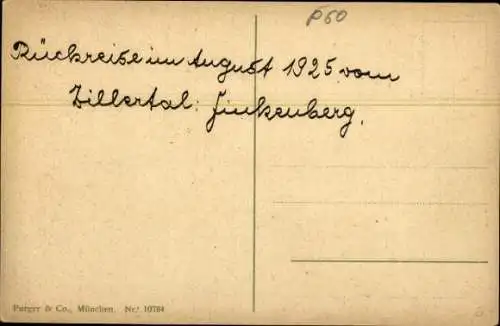 P60
Rückreise im August 1925 vom
Zillertal: Finkenberg.
Purger & Co., München. Nr. 10784